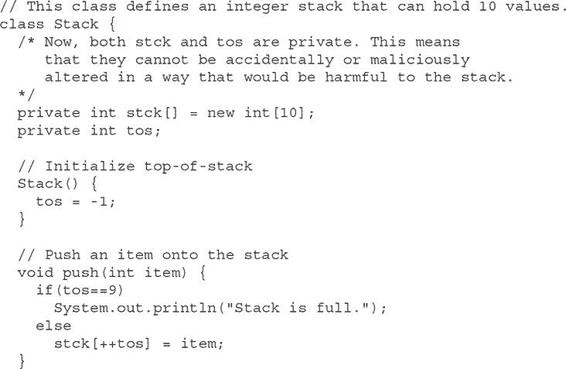 // This class defines an integer stack that can hold 10 values.
class Stack {
  /* Now, both stck and tos are private. This means
     that they cannot be accidentally or maliciously
     altered in a way that would be harmful to the stack.
  */
  private int stck[] = new int[10];
  private int tos;

  // Initialize top-of-stack
  Stack() {
    tos = -1;
  }

  // Push an item onto the stack
  void push(int item) {
    if(tos==9)
      System.out.println("Stack is full.");
    else
      stck[++tos] = item;
  }